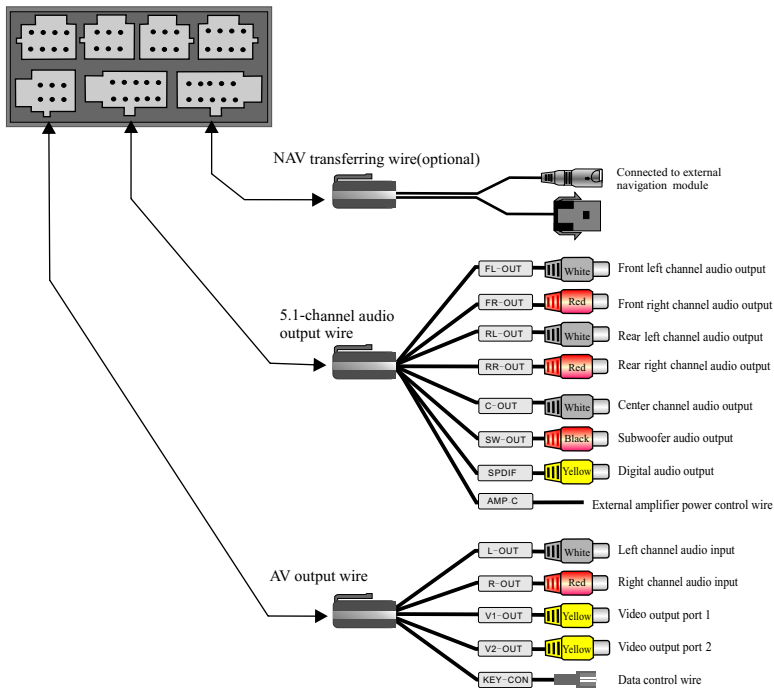 NAV transferring wire(optional)
Connected to external
navigation module
5.1-channel audio
output wire
FL-OUT White Front left channel audio output
FR-OUT Red Front right channel audio output
RL-OUT White Rear left channel audio output
RR-OUT Red Rear right channel audio output
C-OUT White Center channel audio output
SW-OUT Black Subwoofer audio output
SPDIF Yellow Digital audio output
AMP C External amplifier power control wire
AV output wire
L-OUT White Left channel audio input
R-OUT Red Right channel audio input
V1-OUT Yellow Video output port 1
V2-OUT Yellow Video output port 2
KEY-CON Data control wire